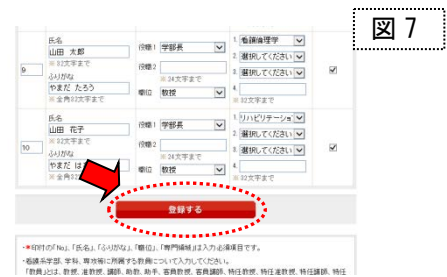 図 7
氏名
山田 太郎
※32文字まで
ふりがな
やまだ たろう
※全角32文字まで
9
役職1 学部長
役職2
※24文字まで
職位 教授
1. 看護倫理学
2. 選択してください
3. 選択してください
4.
※32文字まで
氏名
山田 花子
※32文字まで
ふりがな
やまだ は
※全角32文字まで
10
役職1 学部長
役職2
※24文字まで
職位 教授
1. リハビリテーショ
2. 選択してください
3. 選択してください
4.
※32文字まで
登録する
・※印付の「No」、「氏名」、「ふりがな」、「職位」、「専門領域」は入力必須項目です。
・看護系学部、学科、専攻等に所属する教員について入力してください。
「教員」とは、教授、准教授、講師、助教、助手、客員教授、客員講師、特任教授、特任准教授、特任講師、特任